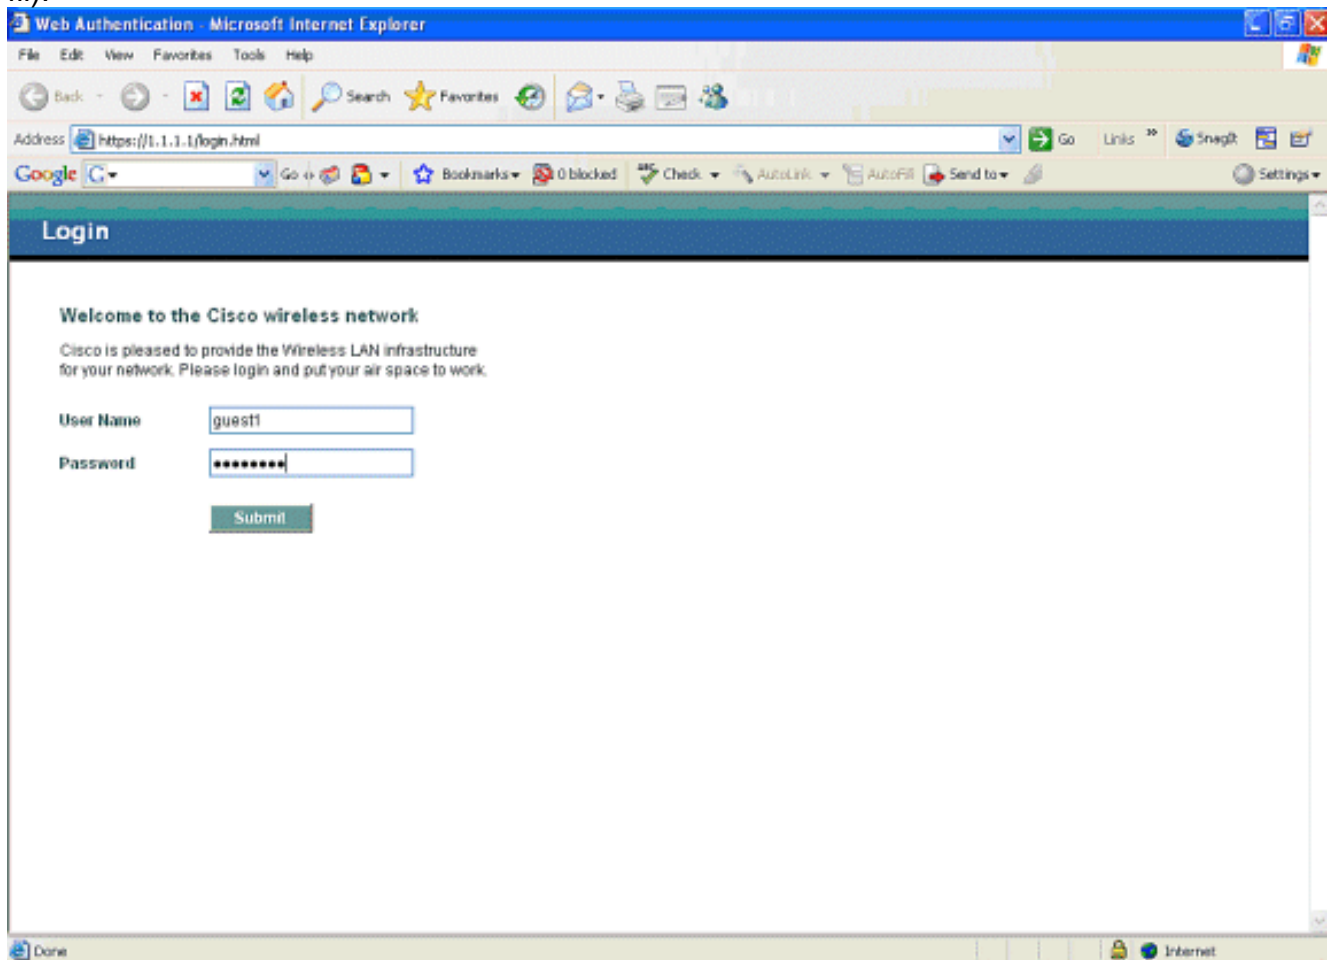 Web Authentication - Microsoft Internet Explorer
File Edit View Favorites Tools Help
Back Search Favorites
Address https://1.1.1.1/login.html Go Links » SnagIt
Google G Go Bookmarks 0 blocked ABC Check AutoLink AutoFill Send to Settings
Login
Welcome to the Cisco wireless network
Cisco is pleased to provide the Wireless LAN infrastructure
for your network. Please login and put your air space to work.
User Name guest1
Password ••••••••
Submit
Done Internet